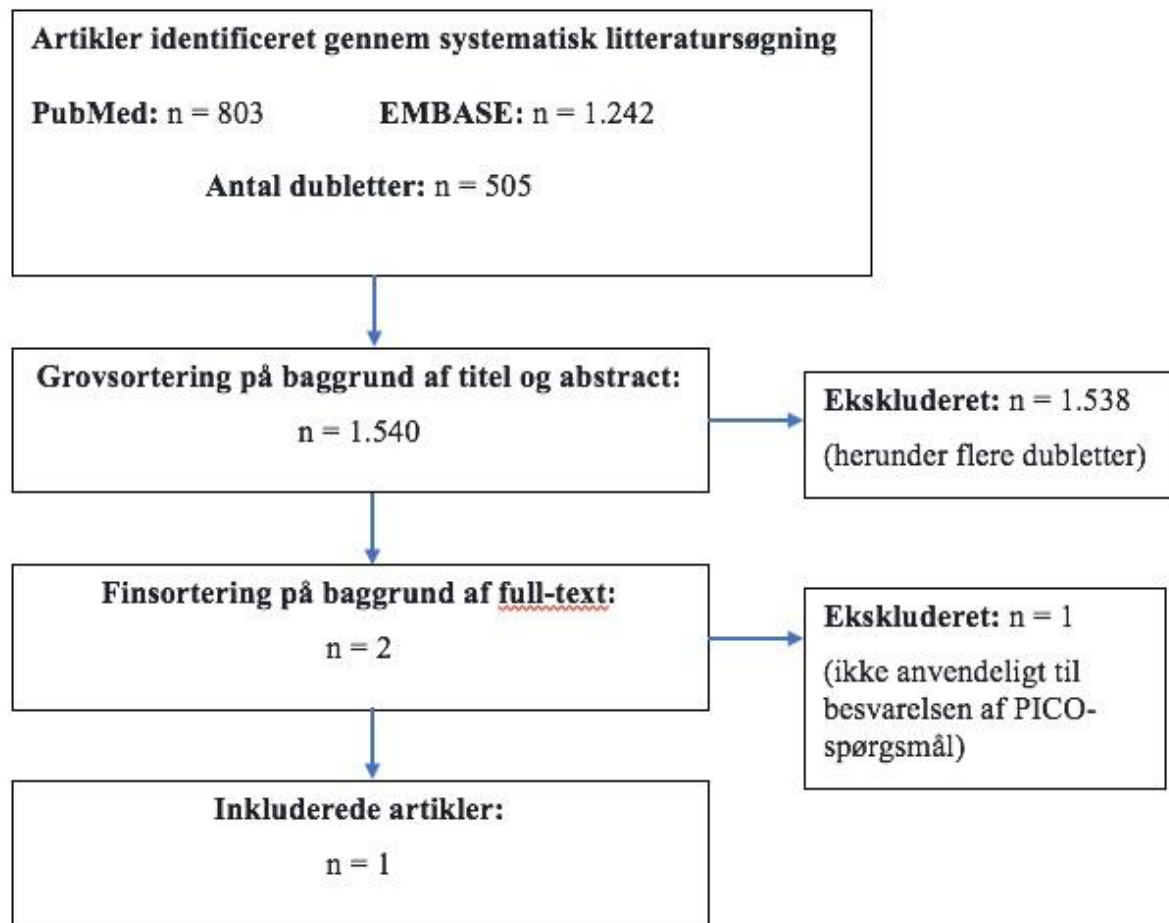 Artikler identificeret gennem systematisk litteratursøgning
PubMed: n = 803 EMBASE: n = 1.242
Antal dubletter: n = 505
Grovsortering på baggrund af titel og abstract:
n = 1.540
Ekskluderet: n = 1.538
(herunder flere dubletter)
Finsortering på baggrund af full-text:
n = 2
Ekskluderet: n = 1
(ikke anvendeligt til
besvarelsen af PICO-
spørgsmål)
Inkluderede artikler:
n = 1